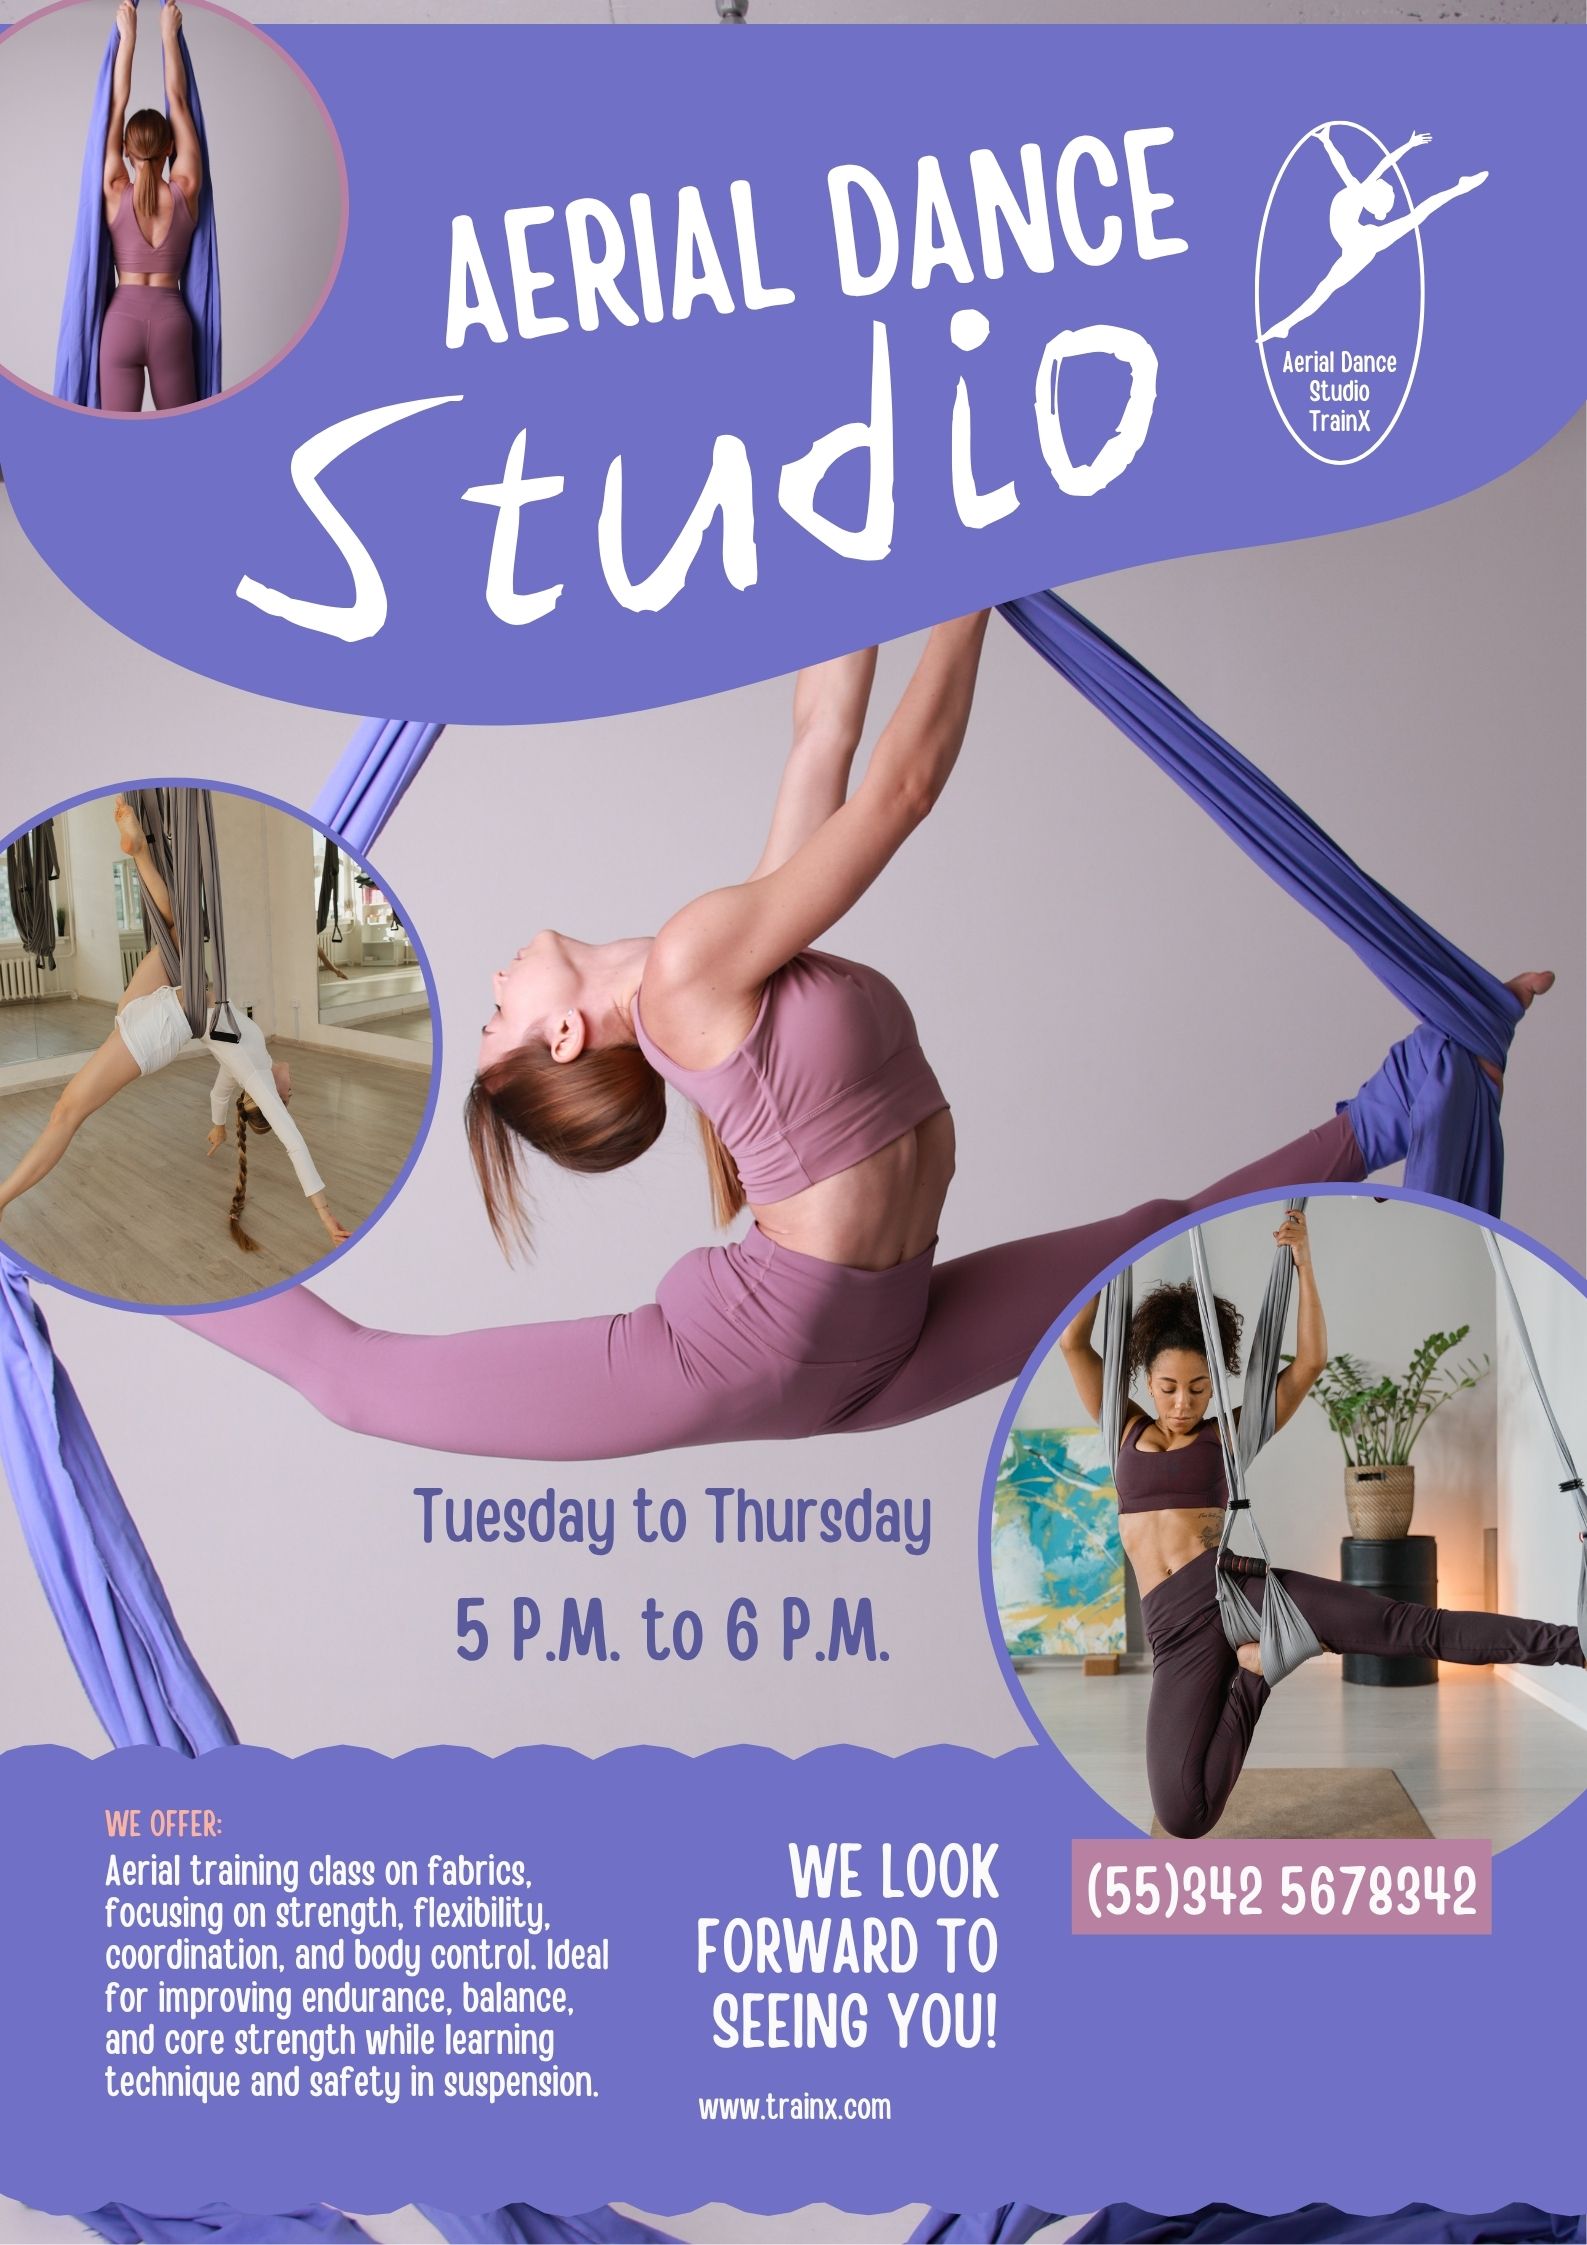 AERIAL DANCE
Studio
Aerial Dance
Studio
TrainX
Tuesday to Thursday
5 P.M. to 6 P.M.
WE OFFER:
Aerial training class on fabrics,
focusing on strength, flexibility,
coordination, and body control. Ideal
for improving endurance, balance,
and core strength while learning
technique and safety in suspension.
WE LOOK
FORWARD TO
SEEING YOU!
www.trainx.com
(55)342 5678342